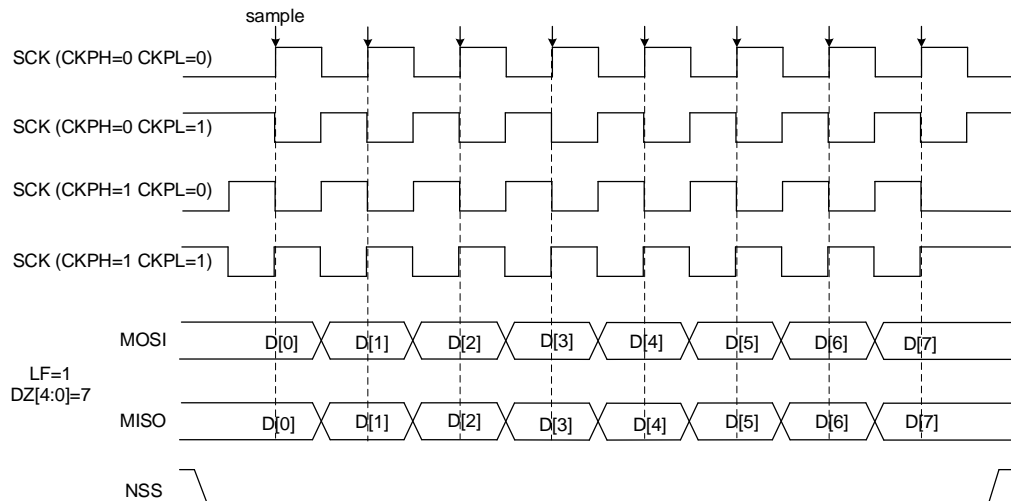 sample
SCK (CKPH=0 CKPL=0)
SCK (CKPH=0 CKPL=1)
SCK (CKPH=1 CKPL=0)
SCK (CKPH=1 CKPL=1)
MOSI
D[0] D[1] D[2] D[3] D[4] D[5] D[6] D[7]
LF=1
DZ[4:0]=7
MISO
D[0] D[1] D[2] D[3] D[4] D[5] D[6] D[7]
NSS